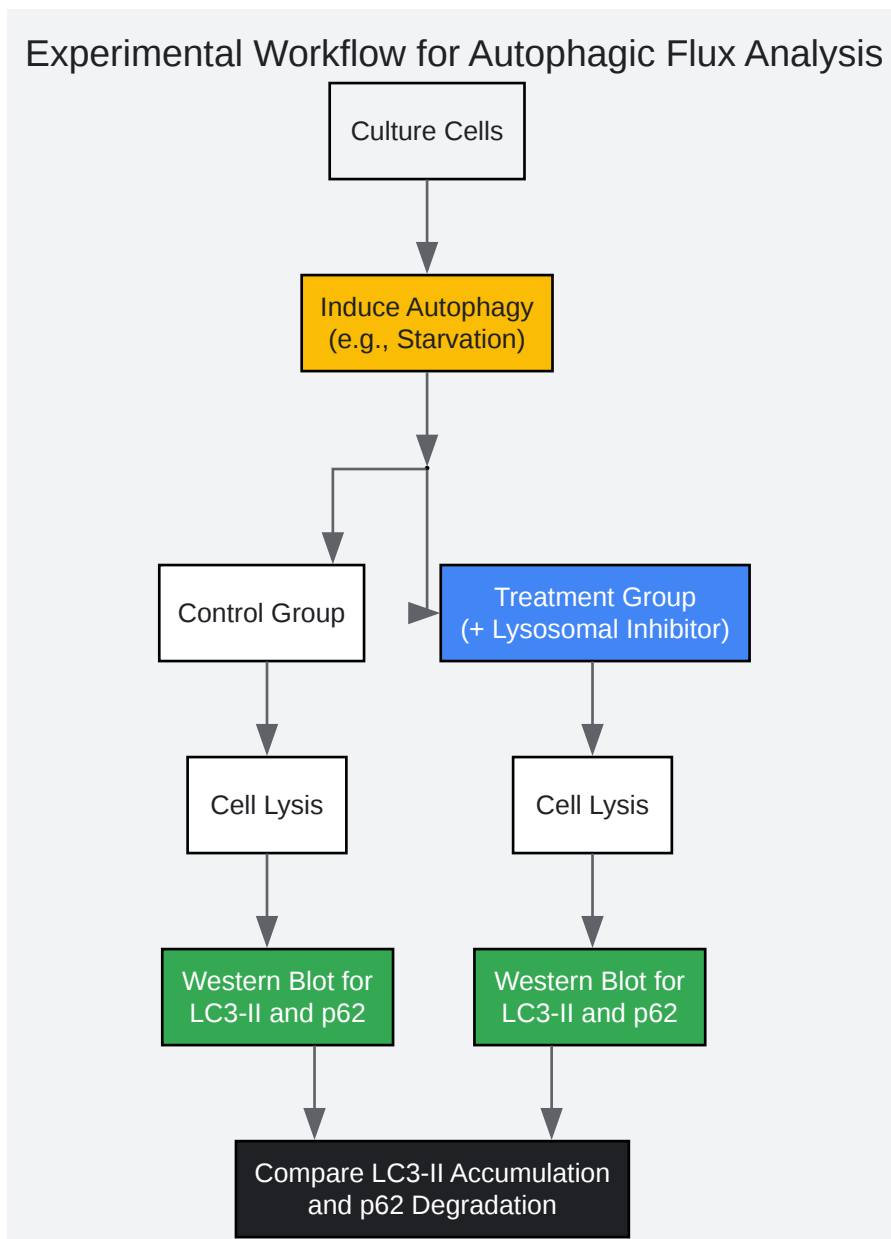 Experimental Workflow for Autophagic Flux Analysis
Culture Cells
Induce Autophagy
(e.g., Starvation)
Control Group
Treatment Group
(+ Lysosomal Inhibitor)
Cell Lysis
Cell Lysis
Western Blot for
LC3-II and p62
Western Blot for
LC3-II and p62
Compare LC3-II Accumulation
and p62 Degradation